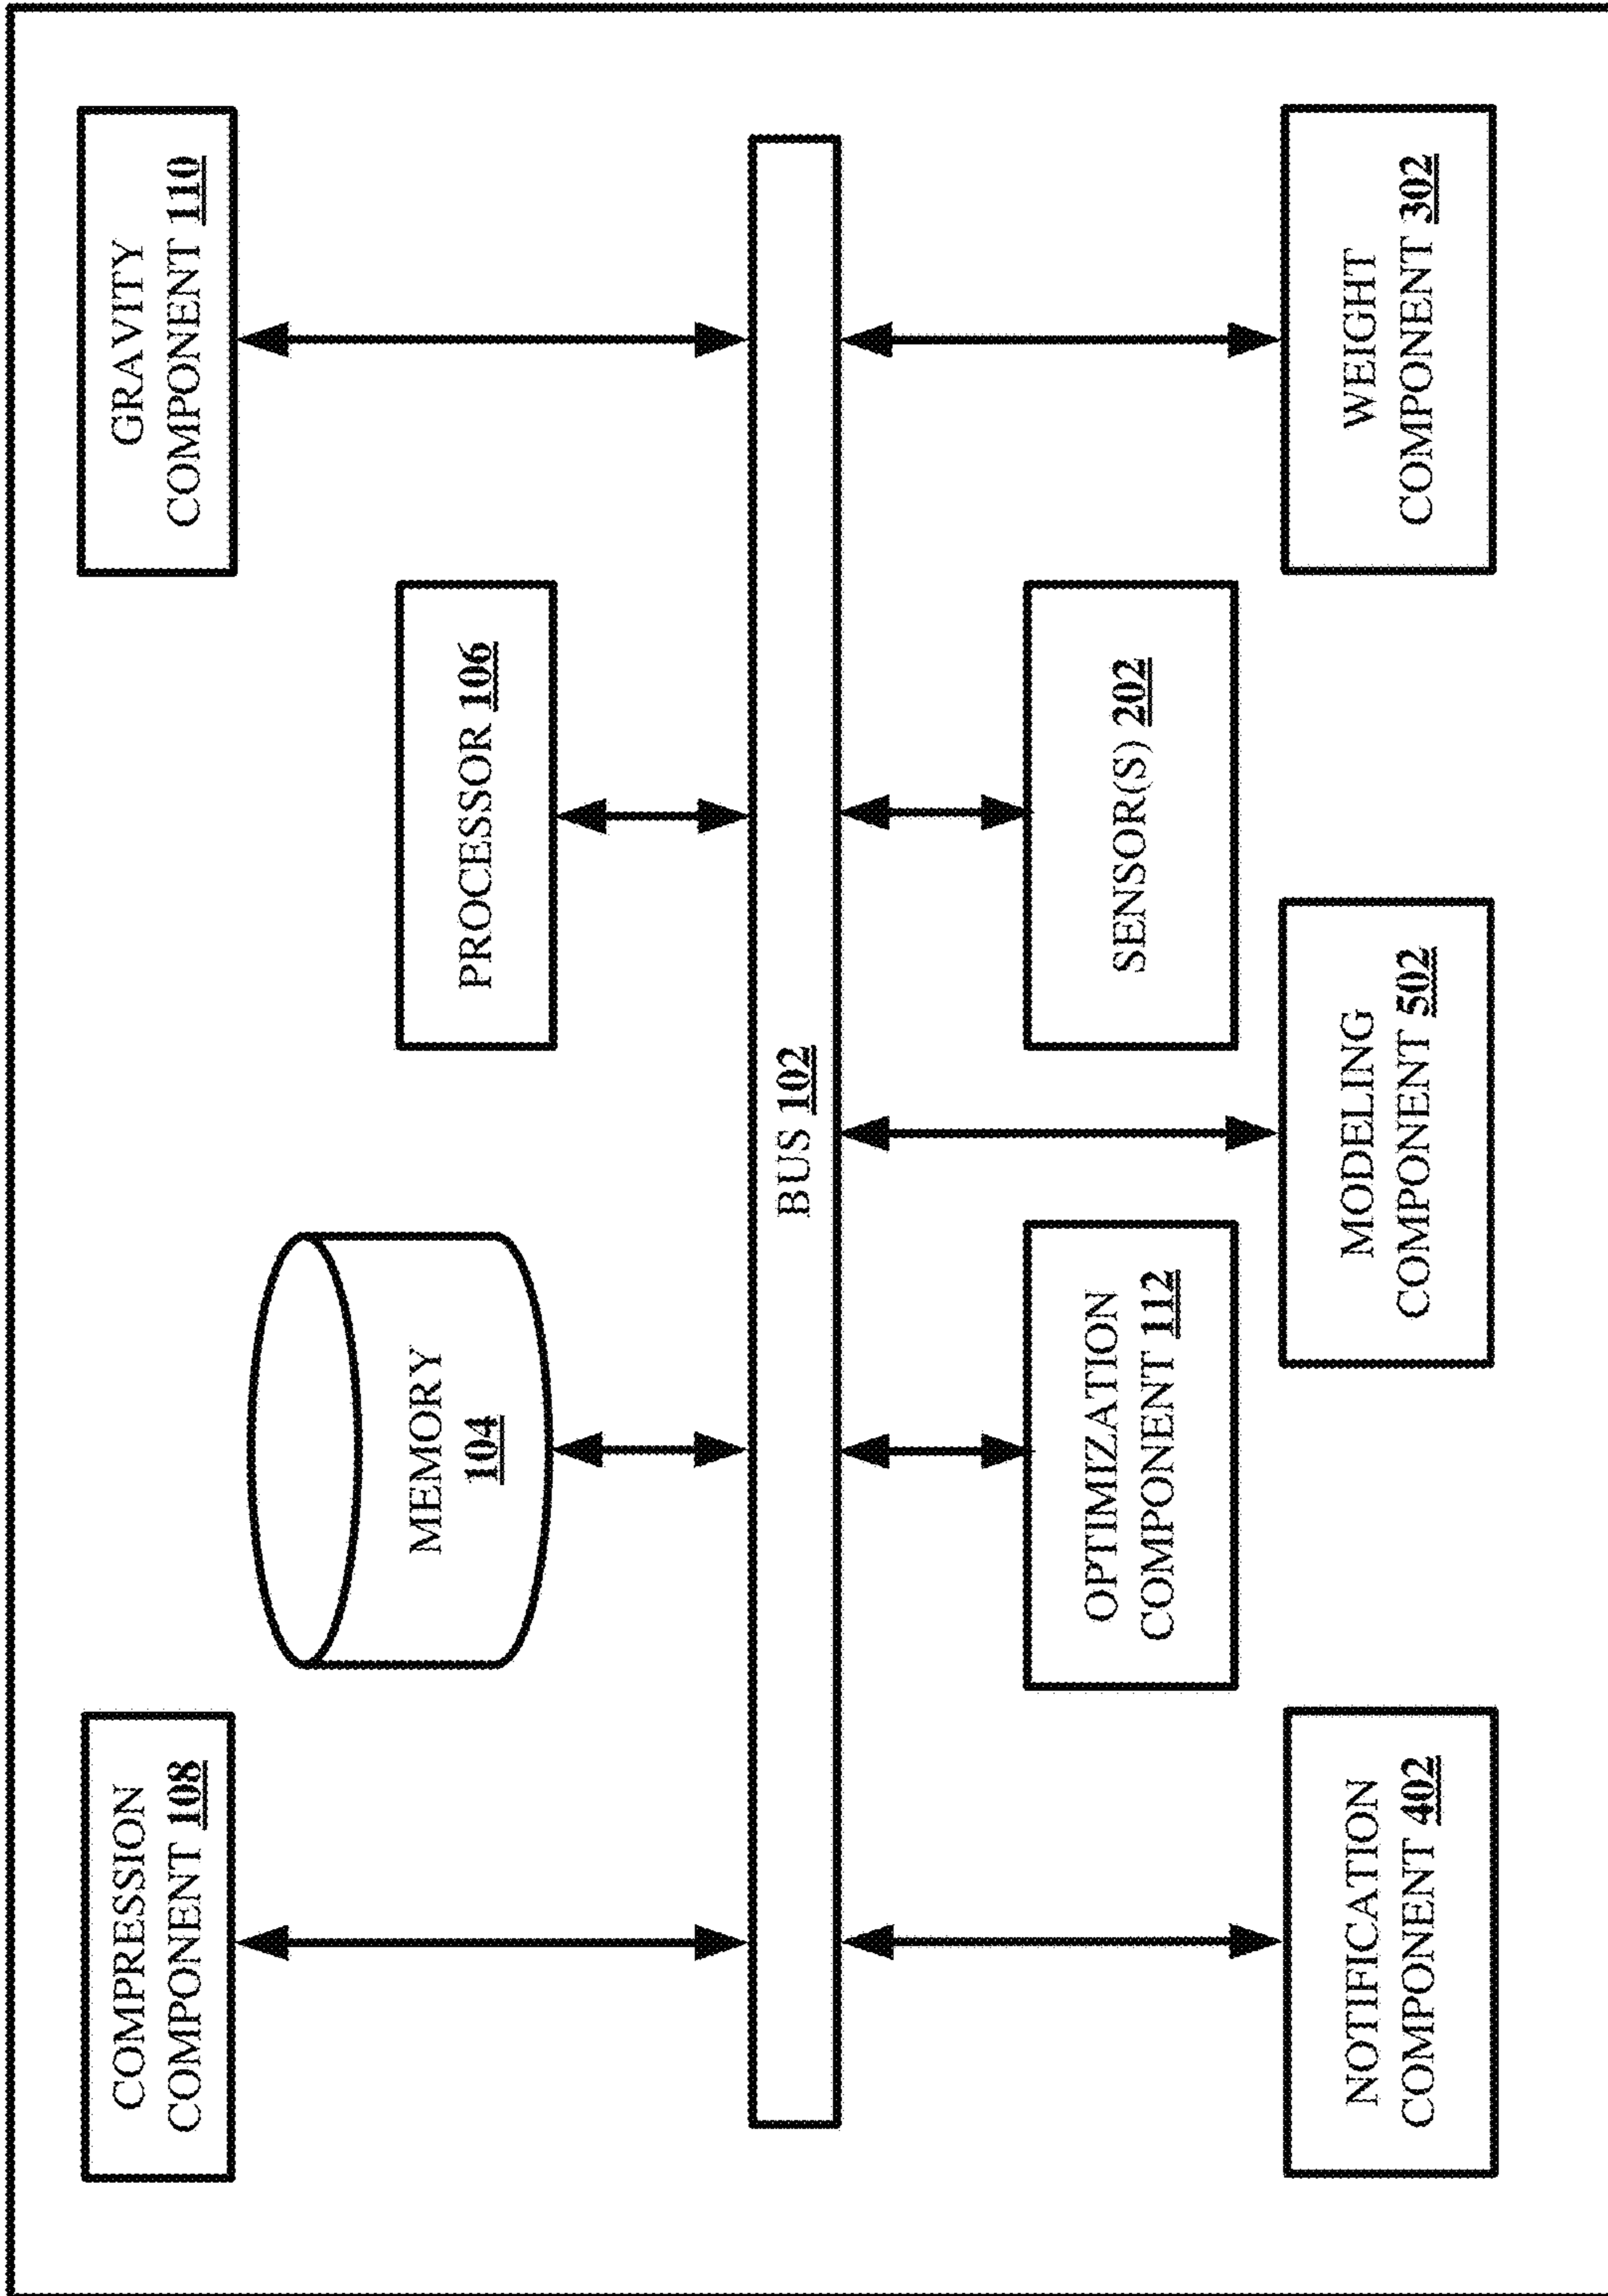 COMPRESSION
COMPONENT 108
MEMORY
104
PROCESSOR 106
GRAVITY
COMPONENT 110
BUS 102
NOTIFICATION
COMPONENT 402
OPTIMIZATION
COMPONENT 112
MODELING
COMPONENT 502
SENSOR(S) 202
WEIGHT
COMPONENT 302